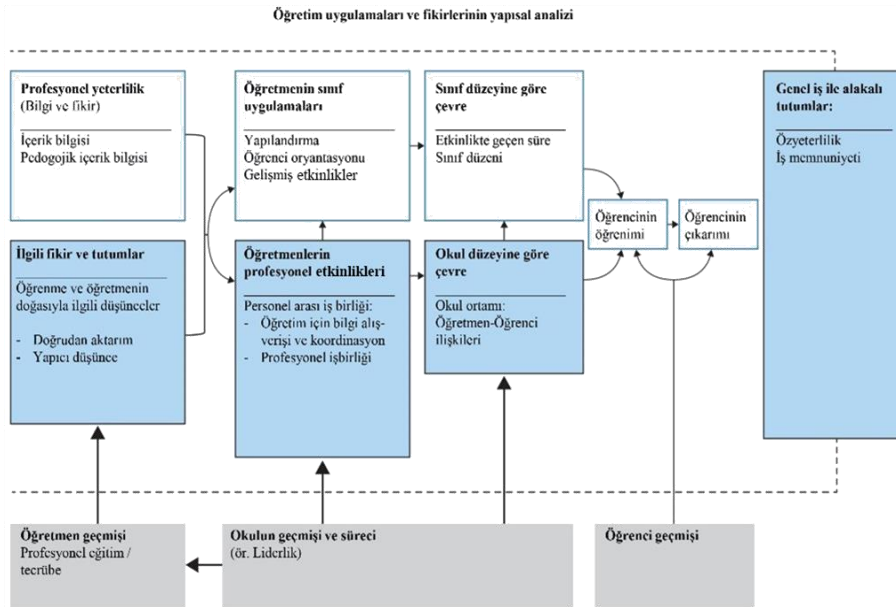 Öğretim uygulamaları ve fikirlerinin yapısal analizi
Profesyonel yeterlilik
(Bilgi ve fikir)
İçerik bilgisi
Pedogojik içerik bilgisi
Öğretmenin sınıf
uygulamaları
Yapılandırma
Öğrenci oryantasyonu
Gelişmiş etkinlikler
Sınıf düzeyine göre
çevre
Etkinlikte geçen süre
Sınıf düzeni
Genel iş ile alakalı
tutumlar:
Özyeterlilik
İş memnuniyeti
Öğrencinin
öğrenimi
Öğrencinin
çıkarımı
İlgili fikir ve tutumlar
Öğrenme ve öğretmenin
doğasıyla ilgili düşünceler
- Doğrudan aktarım
- Yapıcı düşünce
Öğretmenlerin
profesyonel etkinlikleri
Personel arası iş birliği:
- Öğretim için bilgi alış-
verişi ve koordinasyon
- Profesyonel işbirliği
Okul düzeyine göre
çevre
Okul ortamı:
Öğretmen-Öğrenci
ilişkileri
Öğretmen geçmişi
Profesyonel eğitim /
tecrübe
Okulun geçmişi ve süreci
(ör. Liderlik)
Öğrenci geçmişi